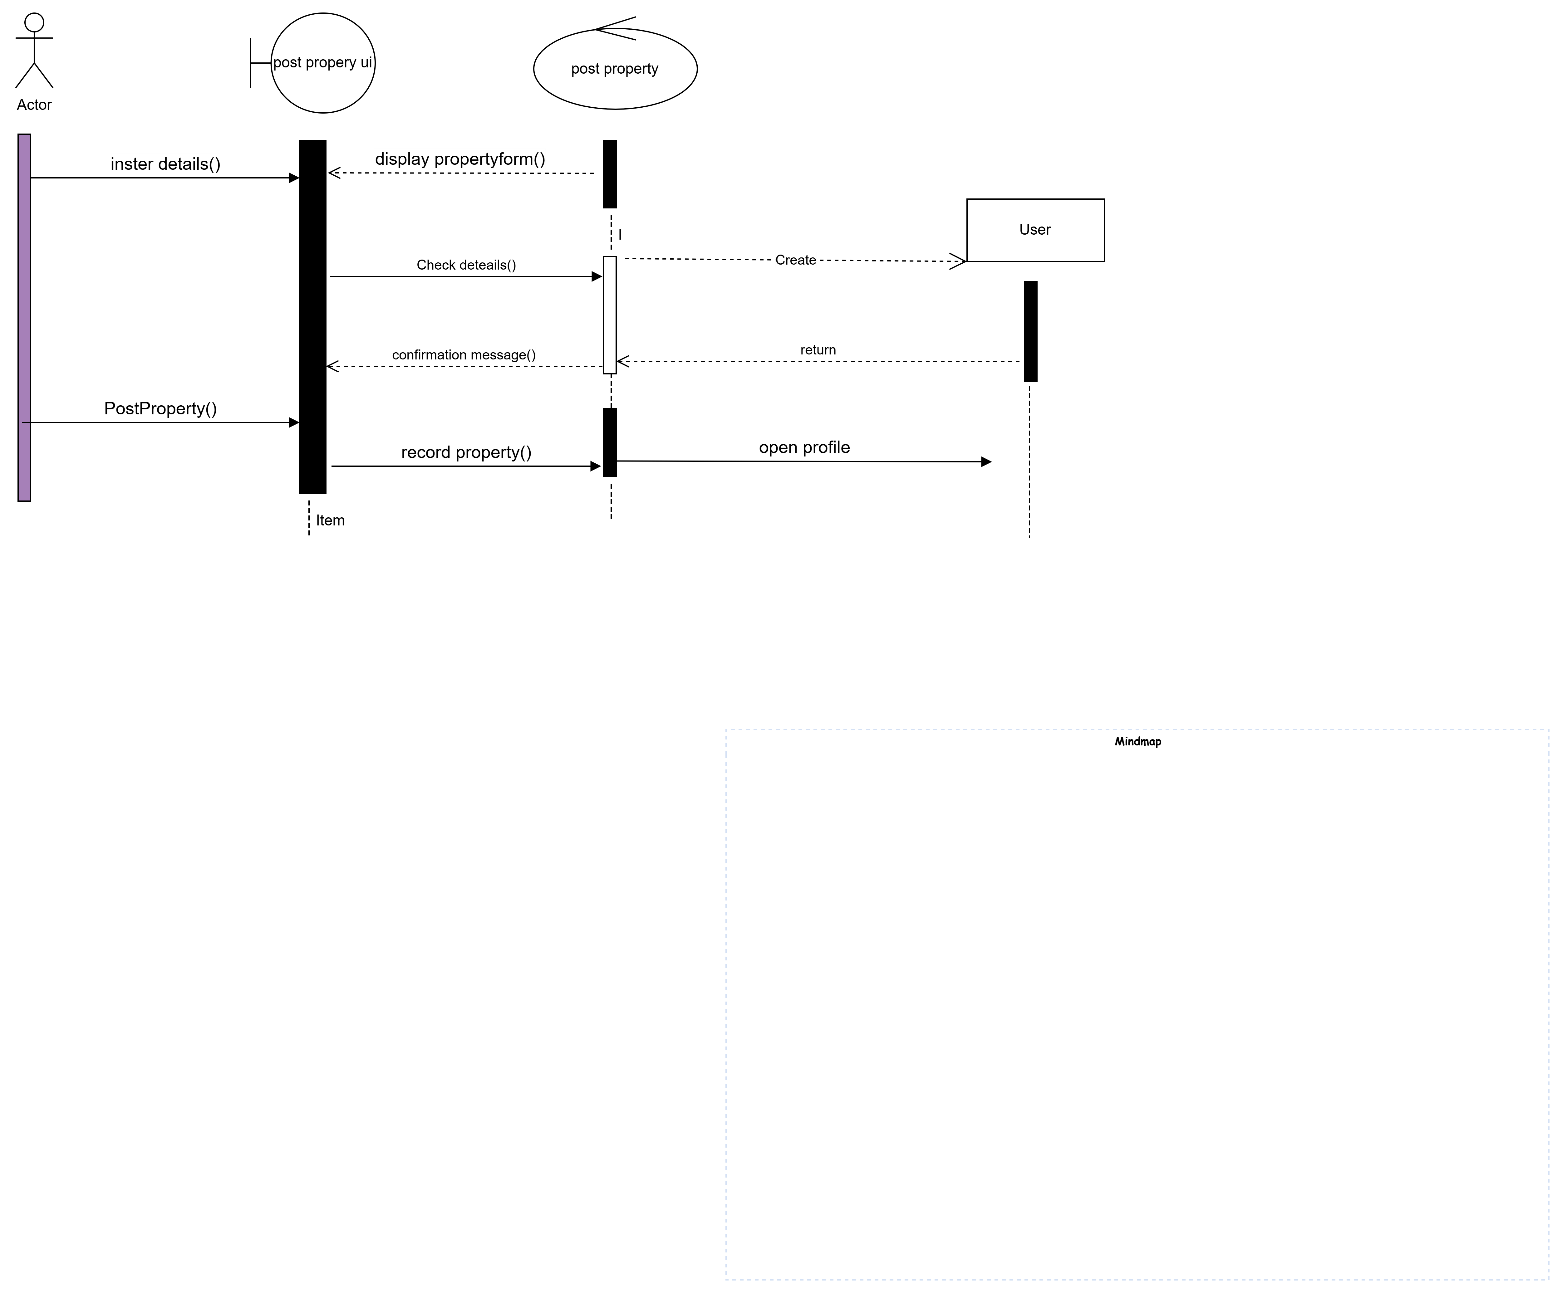 Actor
post propery ui
post property
inster details()
display propertyform()
User
I
Create
Check deteails()
return
confirmation message()
PostProperty()
open profile
record property()
Item
Mindmap